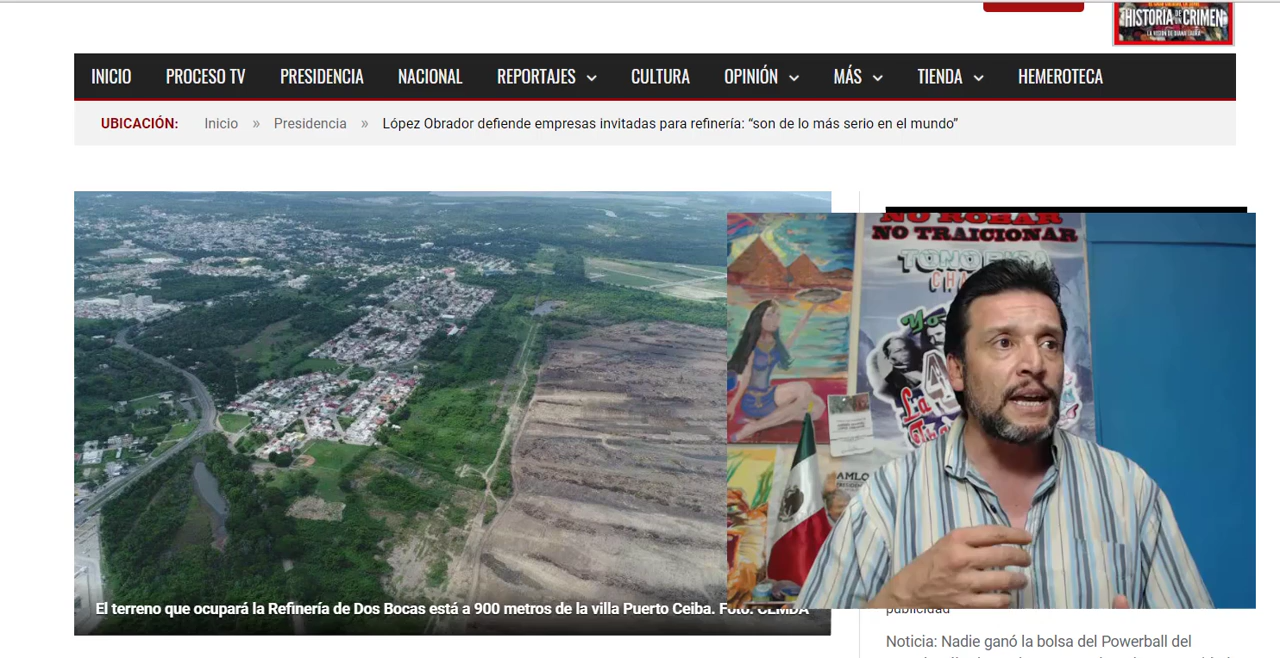 HISTORIA DE UN CRIMEN
INICIO PRESIDENCIA PROCESO TV NACIONAL REPORTAJES CULTURA OPINIÓN MÁS TIENDA HEMEROTECA
UBICACIÓN: Inicio » Presidencia » López Obrador defiende empresas invitadas para refinería: “son de lo más serio en el mundo”
NO ROBAR
NO TRAICIONAR
AMLO
El terreno que ocupará la Refinería de Dos Bocas está a 900 metros de la villa Puerto Ceiba. Foto: CEMDA
publicidad
Noticia: Nadie ganó la bolsa del Powerball del